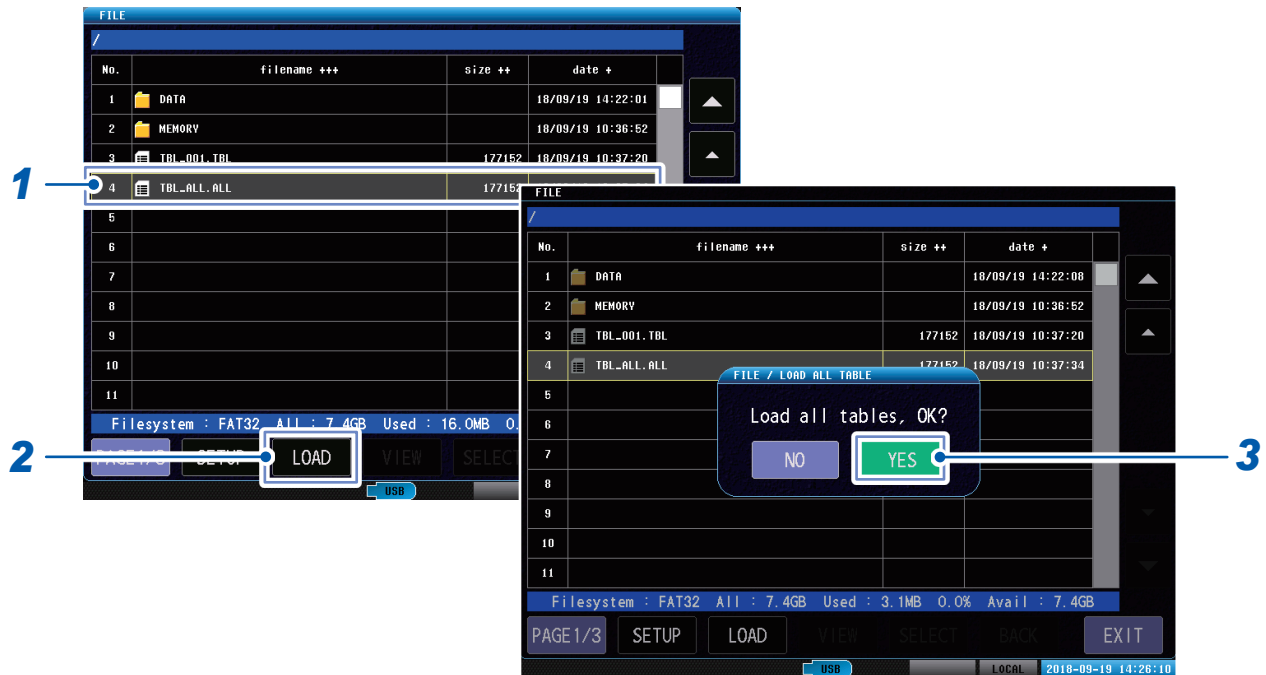 FILE
/
No. filename +++ size ++ date +
1 DATA 18/09/19 14:22:01
2 MEMORY 18/09/19 10:36:52
3 TBL_001.TBL 177152 18/09/19 10:37:20
1
4 TBL_ALL.ALL 177152
5
6
7
8
9
10
11
Filesystem : FAT32 All : 7.4GB Used : 16.0MB 0.
2
PAGE1/3 SETUP LOAD VIEW SELECT
USB
FILE
/
No. filename +++ size ++ date +
1 DATA 18/09/19 14:22:08
2 MEMORY 18/09/19 10:36:52
3 TBL_001.TBL 177152 18/09/19 10:37:20
4 TBL_ALL.ALL 177152 18/09/19 10:37:34
FILE / LOAD ALL TABLE
5
Load all tables, OK?
6
7
NO YES
3
8
9
10
11
Filesystem : FAT32 All : 7.4GB Used : 3.1MB 0.0% Avail : 7.4GB
PAGE1/3 SETUP LOAD VIEW SELECT BACK EXIT
USB LOCAL 2018-09-19 14:26:10